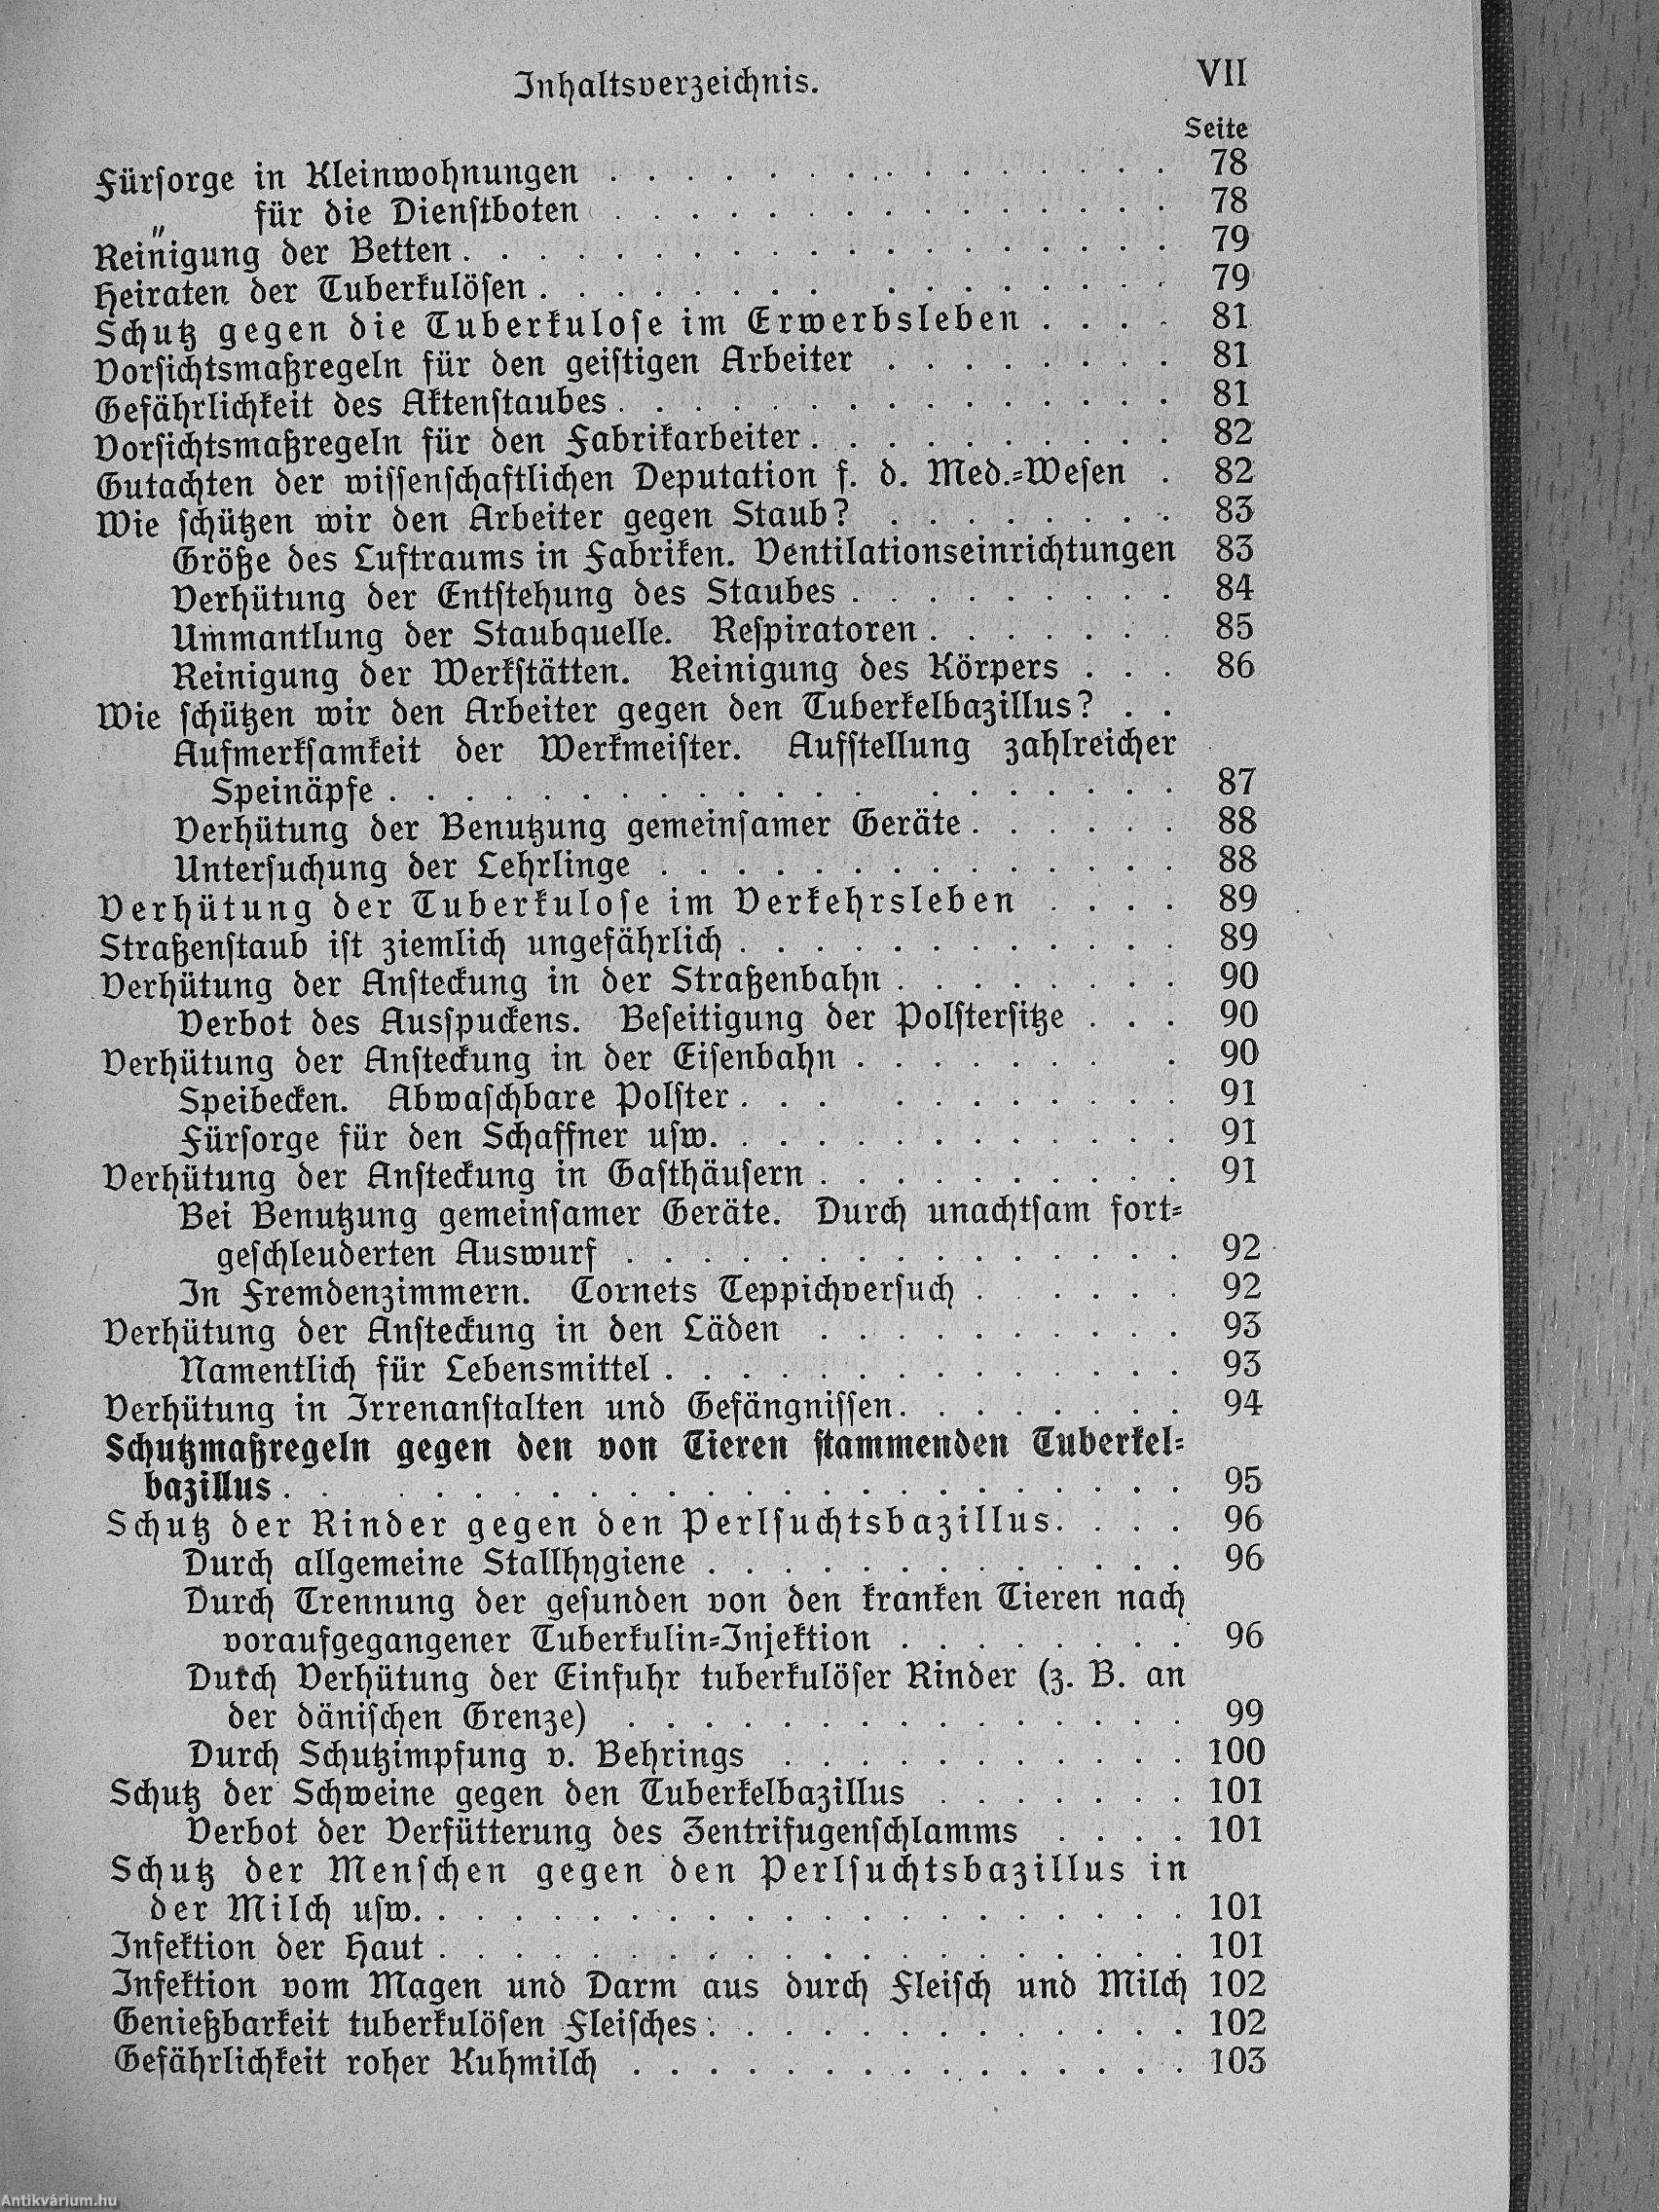 Inhaltsverzeichnis. VII
Seite
Fürsorge in Kleinwohnungen . . . . . . . . . . . . . . . 78
„ für die Dienstboten . . . . . . . . . . . . . . . 78
Reinigung der Betten . . . . . . . . . . . . . . . . . . . 79
Heiraten der Tuberkulösen . . . . . . . . . . . . . . . . 79
Schutz gegen die Tuberkulose im Erwerbsleben . . . . 81
Vorsichtsmaßregeln für den geistigen Arbeiter . . . . . . . . 81
Gefährlichkeit des Aktenstaubes . . . . . . . . . . . . . . . 81
Vorsichtsmaßregeln für den Fabrikarbeiter . . . . . . . . . . 82
Gutachten der wissenschaftlichen Deputation f. d. Med.-Wesen . 82
Wie schützen wir den Arbeiter gegen Staub? . . . . . . . . 83
Größe des Luftraums in Fabriken. Ventilationseinrichtungen 83
Verhütung der Entstehung des Staubes . . . . . . . . . 84
Ummantlung der Staubquelle. Respiratoren . . . . . . . 85
Reinigung der Werkstätten. Reinigung des Körpers . . . 86
Wie schützen wir den Arbeiter gegen den Tuberkelbazillus? . .
Aufmerksamkeit der Werkmeister. Aufstellung zahlreicher
Speinäpfe . . . . . . . . . . . . . . . . . . . . . 87
Verhütung der Benutzung gemeinsamer Geräte . . . . . . 88
Untersuchung der Lehrlinge . . . . . . . . . . . . . . 88
Verhütung der Tuberkulose im Verkehrsleben . . . . 89
Straßenstaub ist ziemlich ungefährlich . . . . . . . . . . . . 89
Verhütung der Ansteckung in der Straßenbahn . . . . . . . . 90
Verbot des Ausspuckens. Beseitigung der Polstersitze . . . 90
Verhütung der Ansteckung in der Eisenbahn . . . . . . . . 90
Speibecken. Abwaschbare Polster . . . . . . . . . . . 91
Fürsorge für den Schaffner usw. . . . . . . . . . . . . 91
Verhütung der Ansteckung in Gasthäusern . . . . . . . . . . 91
Bei Benutzung gemeinsamer Geräte. Durch unachtsam fort-
geschleuderten Auswurf . . . . . . . . . . . . . . . 92
In Fremdenzimmern. Cornets Teppichversuch . . . . . . 92
Verhütung der Ansteckung in den Läden . . . . . . . . . . 93
Namentlich für Lebensmittel . . . . . . . . . . . . . . 93
Verhütung in Irrenanstalten und Gefängnissen . . . . . . . . 94
Schutzmaßregeln gegen den von Tieren stammenden Tuberkel-
bazillus . . . . . . . . . . . . . . . . . . . . . . . 95
Schutz der Rinder gegen den Perlsuchtsbazillus . . . . 96
Durch allgemeine Stallhygiene . . . . . . . . . . . . . 96
Durch Trennung der gesunden von den kranken Tieren nach
voraufgegangener Tuberkulin-Injektion . . . . . . . . 96
Durch Verhütung der Einfuhr tuberkulöser Rinder (z. B. an
der dänischen Grenze) . . . . . . . . . . . . . . . 99
Durch Schutzimpfung v. Behrings . . . . . . . . . . . 100
Schutz der Schweine gegen den Tuberkelbazillus . . . . . . . 101
Verbot der Verfütterung des Zentrifugenschlamms . . . . 101
Schutz der Menschen gegen den Perlsuchtsbazillus in
der Milch usw. . . . . . . . . . . . . . . . . . . . . 101
Infektion der Haut . . . . . . . . . . . . . . . . . . . . 101
Infektion vom Magen und Darm aus durch Fleisch und Milch 102
Genießbarkeit tuberkulösen Fleisches . . . . . . . . . . . . . 102
Gefährlichkeit roher Kuhmilch . . . . . . . . . . . . . . . 103
Antikvárium.hu